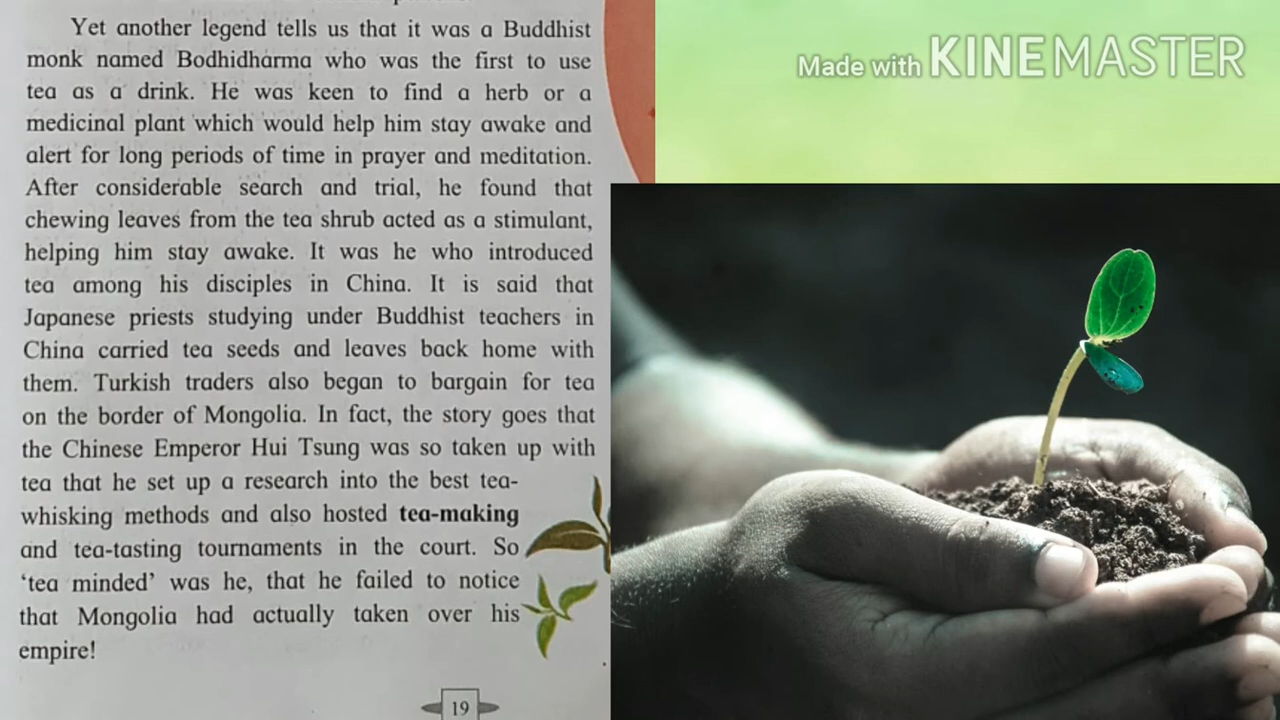 Yet another legend tells us that it was a Buddhist
monk named Bodhidharma who was the first to use
tea as a drink. He was keen to find a herb or a
medicinal plant which would help him stay awake and
alert for long periods of time in prayer and meditation.
After considerable search and trial, he found that
chewing leaves from the tea shrub acted as a stimulant,
helping him stay awake. It was he who introduced
tea among his disciples in China. It is said that
Japanese priests studying under Buddhist teachers in
China carried tea seeds and leaves back home with
them. Turkish traders also began to bargain for tea
on the border of Mongolia. In fact, the story goes that
the Chinese Emperor Hui Tsung was so taken up with
tea that he set up a research into the best tea-
whisking methods and also hosted tea-making
and tea-tasting tournaments in the court. So
‘tea minded’ was he, that he failed to notice
that Mongolia had actually taken over his
empire!
19
Made with KINEMASTER